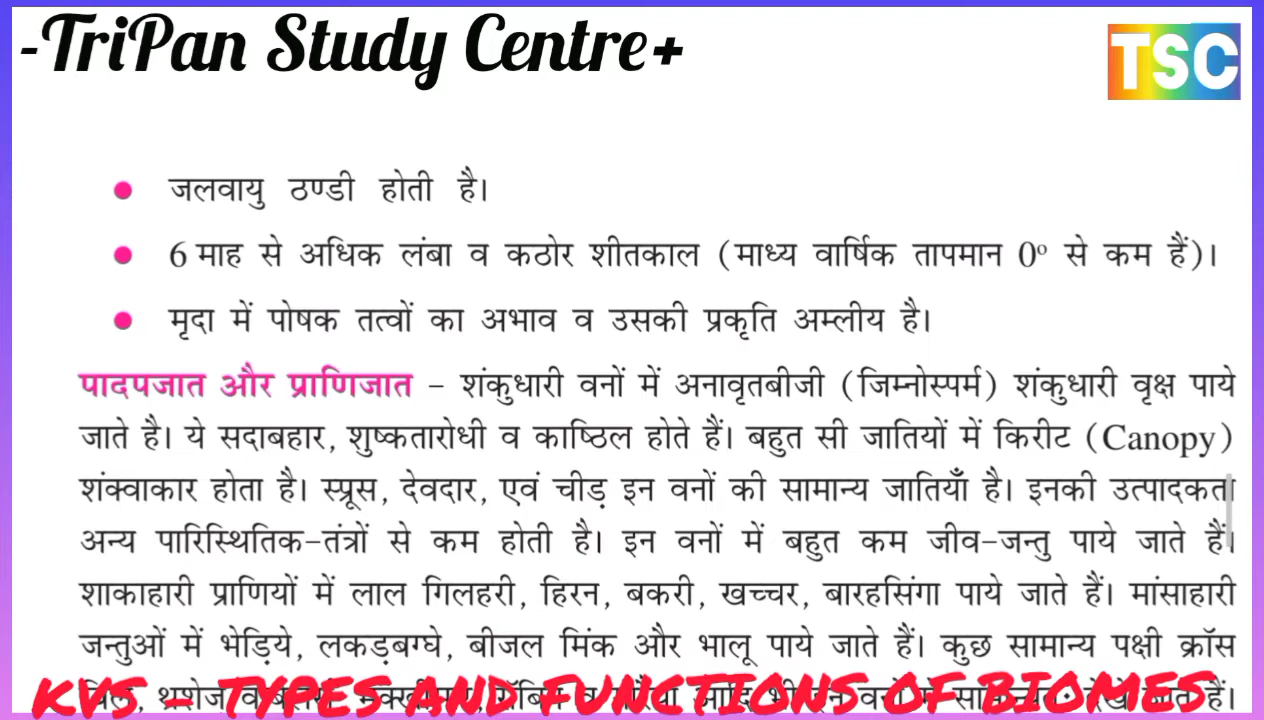 -TriPan Study Centre+
TSC
जलवायु ठण्डी होती है।
6 माह से अधिक लंबा व कठोर शीतकाल (माध्य वार्षिक तापमान 0º से कम हैं)।
मृदा में पोषक तत्वों का अभाव व उसकी प्रकृति अम्लीय है।
पादपजात और प्राणिजात – शंकुधारी वनों में अनावृतबीजी (जिम्नोस्पर्म) शंकुधारी वृक्ष पाये
जाते है। ये सदाबहार, शुष्कतारोधी व काष्ठिल होते हैं। बहुत सी जातियों में किरीट (Canopy)
शंक्वाकार होता है। स्प्रूस, देवदार, एवं चीड़ इन वनों की सामान्य जातियाँ है। इनकी उत्पादकता
अन्य पारिस्थितिक-तंत्रों से कम होती है। इन वनों में बहुत कम जीव-जन्तु पाये जाते हैं।
शाकाहारी प्राणियों में लाल गिलहरी, हिरन, बकरी, खच्चर, बारहसिंगा पाये जाते हैं। मांसाहारी
जन्तुओं में भेड़िये, लकड़बग्घे, बीजल मिंक और भालू पाये जाते हैं। कुछ सामान्य पक्षी क्रॉस
हैं।
KVS - TYPES AND FUNCTIONS OF BIOMES